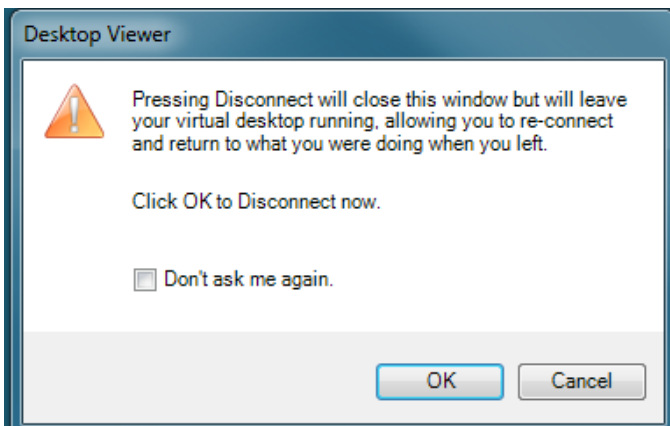 Desktop Viewer
Pressing Disconnect will close this window but will leave
your virtual desktop running, allowing you to re-connect
and return to what you were doing when you left.
Click OK to Disconnect now.
Don't ask me again.
OK Cancel